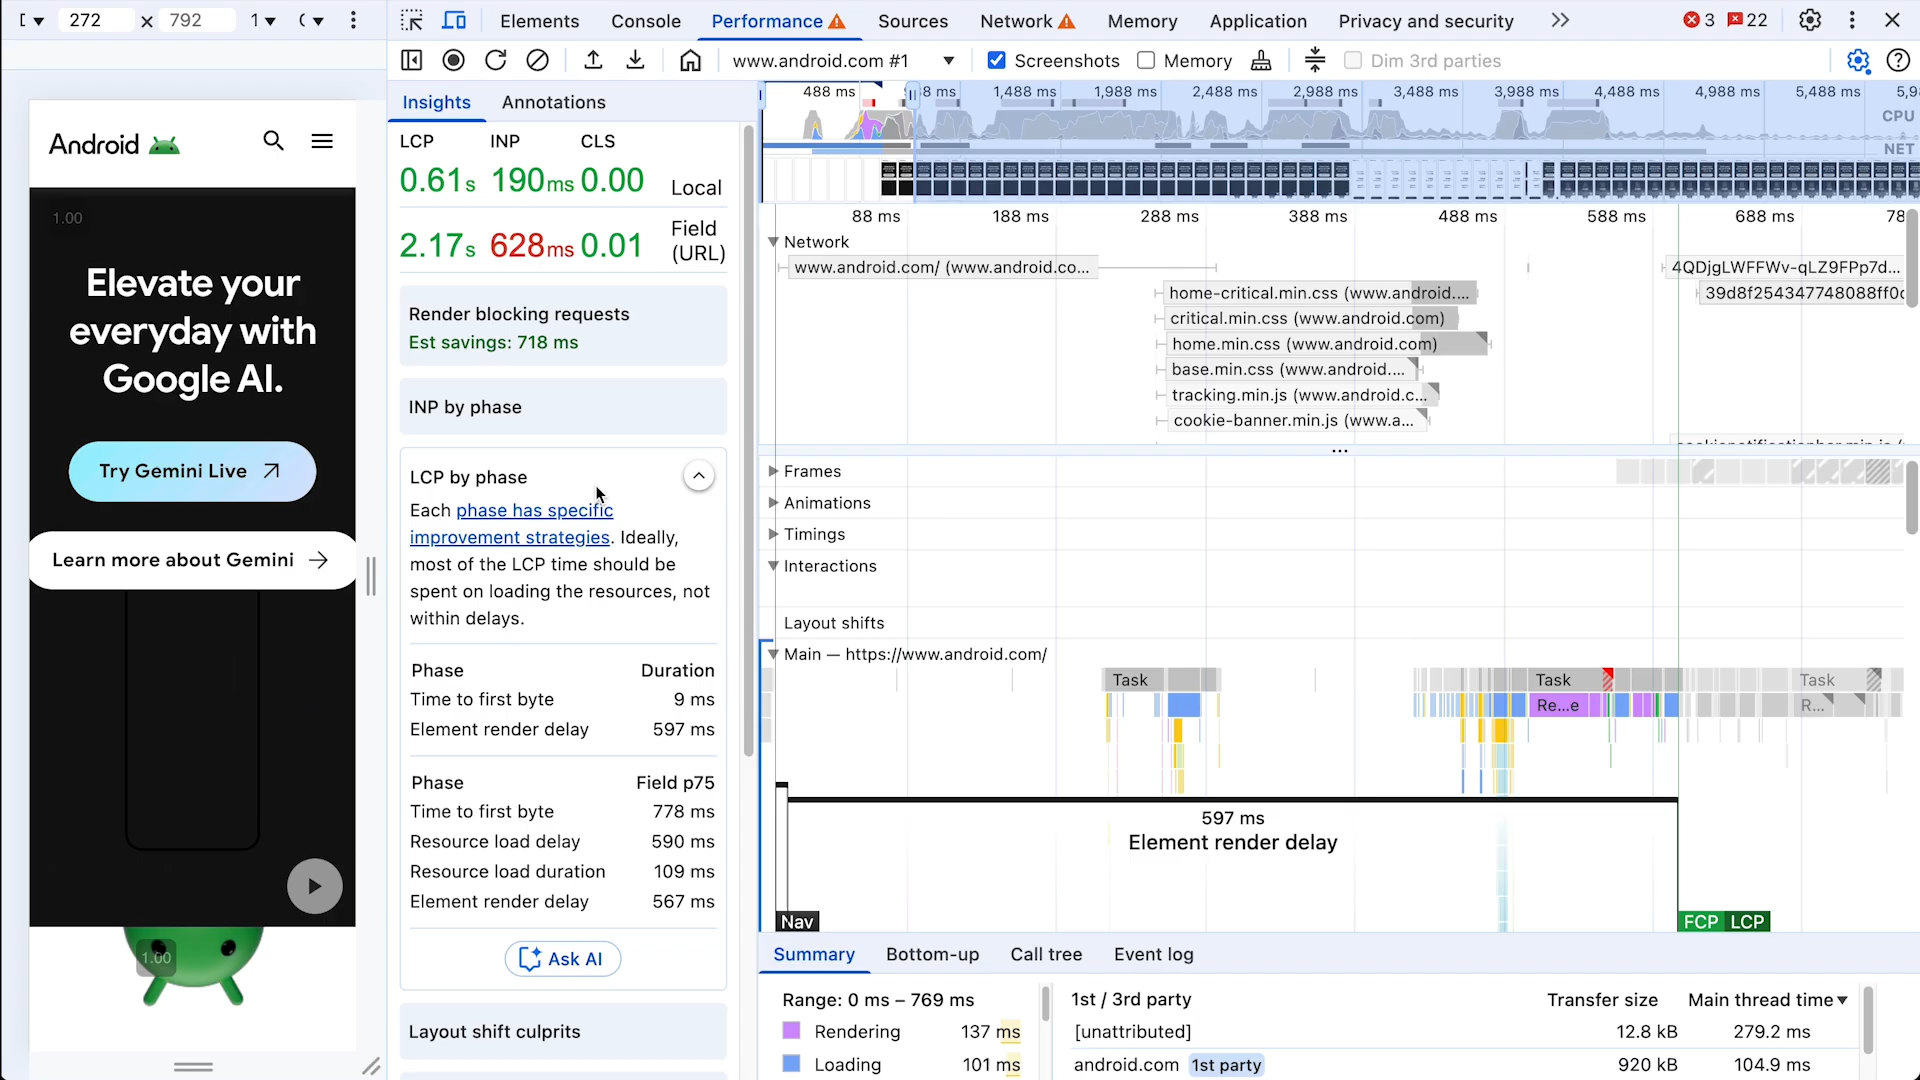 272 × 792 1
Elements Console Performance Sources Network Memory Application Privacy and security 3 22
www.android.com #1 Screenshots Memory Dim 3rd parties
Android
1.00
Elevate your
everyday with
Google AI.
Try Gemini Live
Learn more about Gemini
1.00
Insights Annotations
LCP INP CLS
0.61s 190ms 0.00 Local
2.17s 628ms 0.01 Field
(URL)
Render blocking requests
Est savings: 718 ms
INP by phase
LCP by phase
Each phase has specific
improvement strategies. Ideally,
most of the LCP time should be
spent on loading the resources, not
within delays.
Phase Duration
Time to first byte 9 ms
Element render delay 597 ms
Phase Field p75
Time to first byte 778 ms
Resource load delay 590 ms
Resource load duration 109 ms
Element render delay 567 ms
Ask AI
Layout shift culprits
488 ms 1,488 ms 1,988 ms 2,488 ms 2,988 ms 3,488 ms 3,988 ms 4,488 ms 4,988 ms 5,488 ms
CPU
NET
88 ms 188 ms 288 ms 388 ms 488 ms 588 ms 688 ms
Network
www.android.com/ (www.android.co... 4QDjgLWFFWv-qLZ9FPp7d...
home-critical.min.css (www.android.... 39d8f254347748088ff0
critical.min.css (www.android.com)
home.min.css (www.android.com)
base.min.css (www.android....
tracking.min.js (www.android.c...
cookie-banner.min.js (www.a...
Frames
Animations
Timings
Interactions
Layout shifts
Main — https://www.android.com/
Task Task Task
Re...e R...
597 ms
Element render delay
Nav FCP LCP
Summary Bottom-up Call tree Event log
Range: 0 ms – 769 ms
Rendering 137 ms
Loading 101 ms
1st / 3rd party Transfer size Main thread time
[unattributed] 12.8 kB 279.2 ms
android.com 1st party 920 kB 104.9 ms